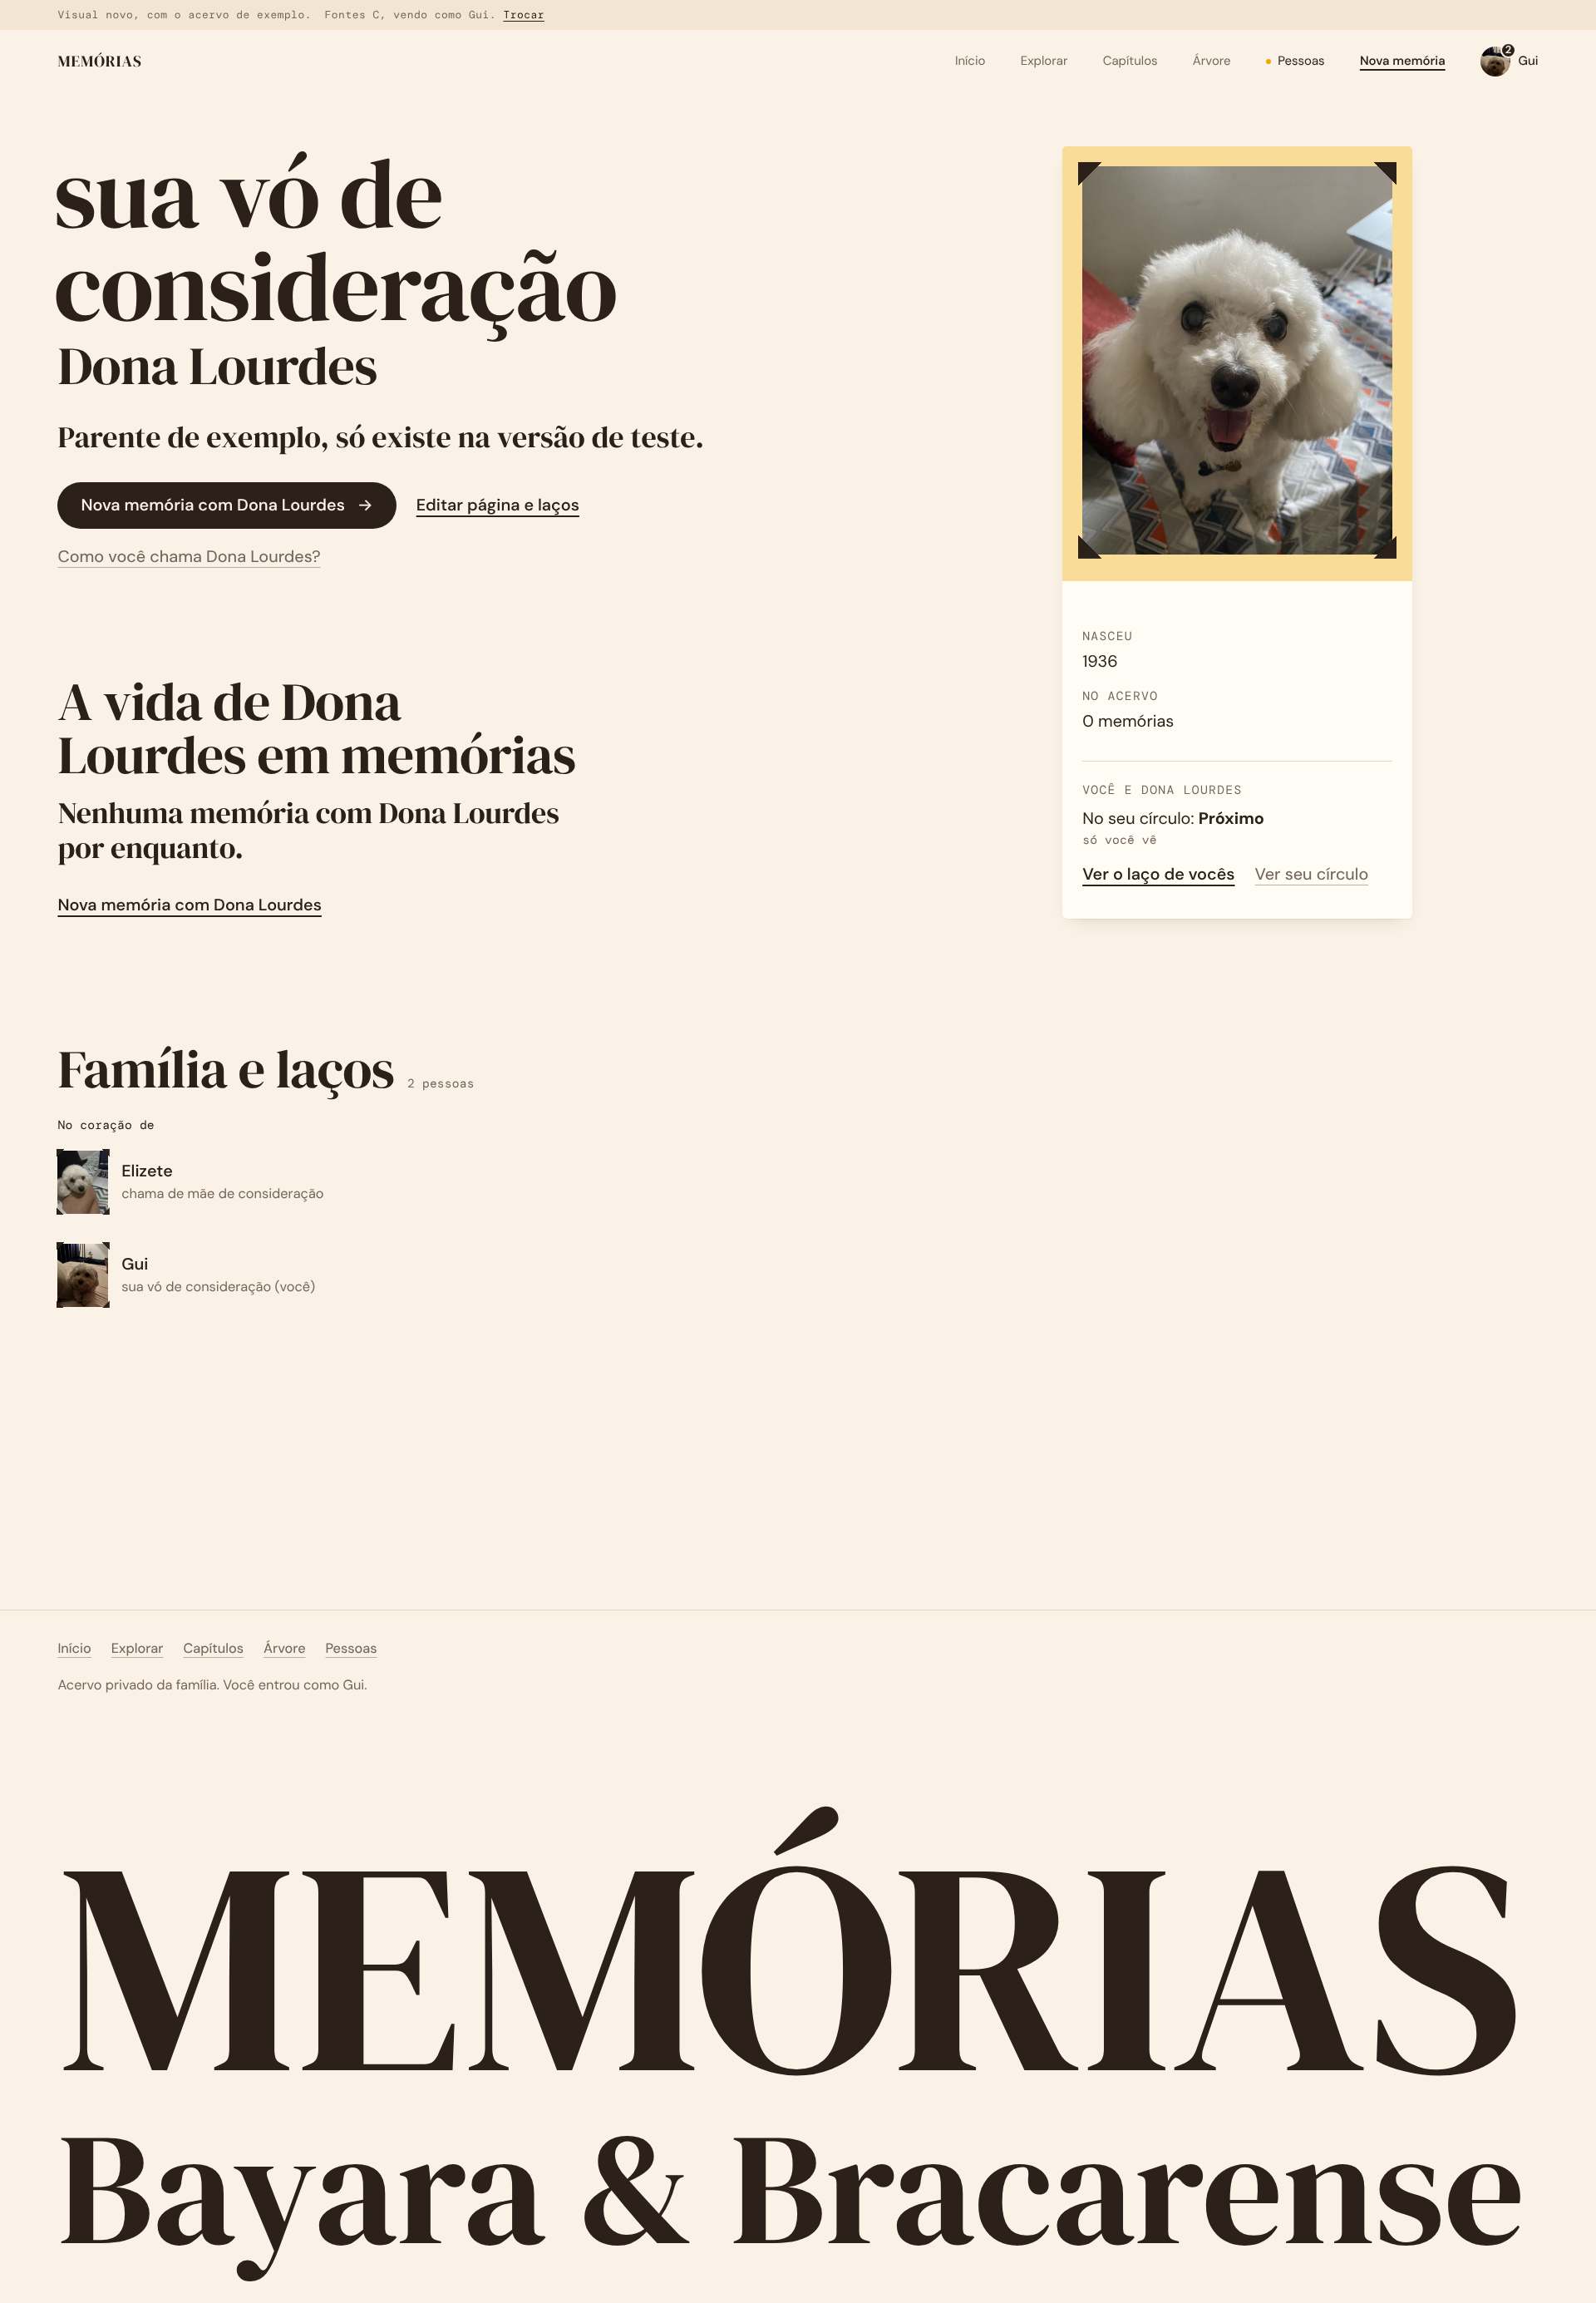 Visual novo, com o acervo de exemplo. Fontes C, vendo como Gui. Trocar
MEMÓRIAS
Início Explorar Capítulos Árvore Pessoas Nova memória 2 Gui
sua vó de
consideração
Dona Lourdes
Parente de exemplo, só existe na versão de teste.
Nova memória com Dona Lourdes → Editar página e laços
Como você chama Dona Lourdes?
NASCEU
1936
NO ACERVO
0 memórias
VOCÊ E DONA LOURDES
No seu círculo: Próximo
só você vê
Ver o laço de vocês Ver seu círculo
A vida de Dona
Lourdes em memórias
Nenhuma memória com Dona Lourdes
por enquanto.
Nova memória com Dona Lourdes
Família e laços 2 pessoas
No coração de
Elizete
chama de mãe de consideração
Gui
sua vó de consideração (você)
Início Explorar Capítulos Árvore Pessoas
Acervo privado da família. Você entrou como Gui.
MEMÓRIAS
Bayara & Bracarense